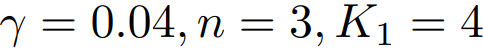 γ = 0.04, n = 3, K₁ = 4